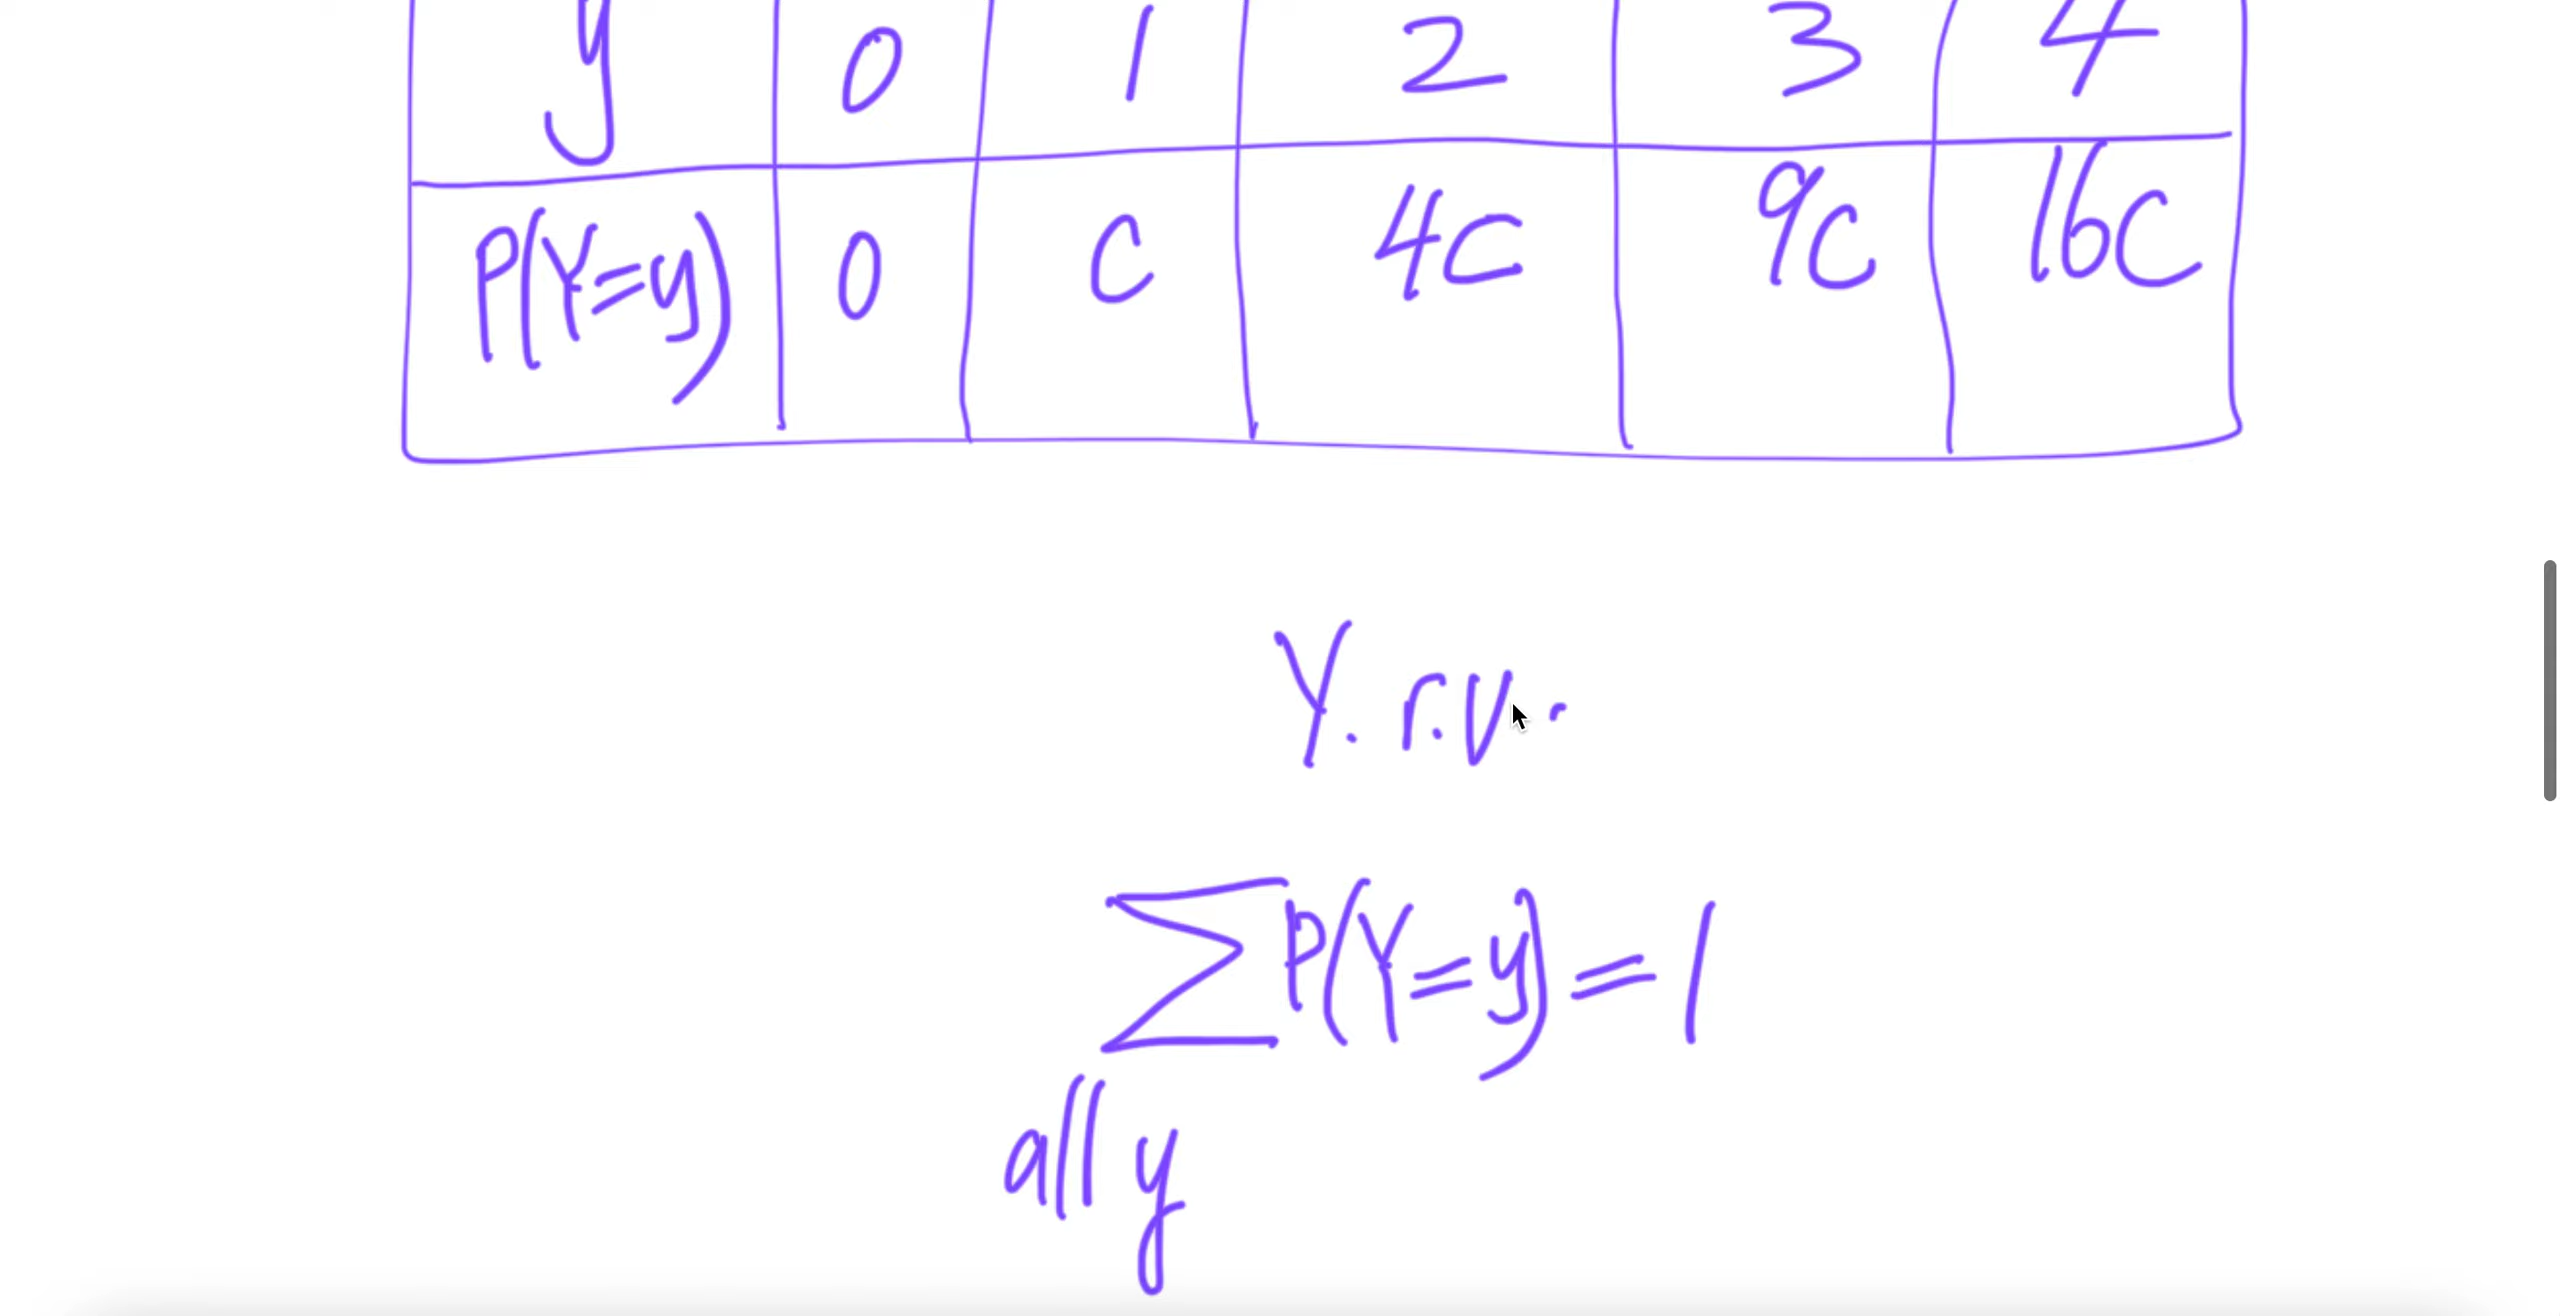 y 0 1 2 3 4
P(Y=y) 0 C 4C 9C 16C
Y. r.v.
∑P(Y=y)=1
all y